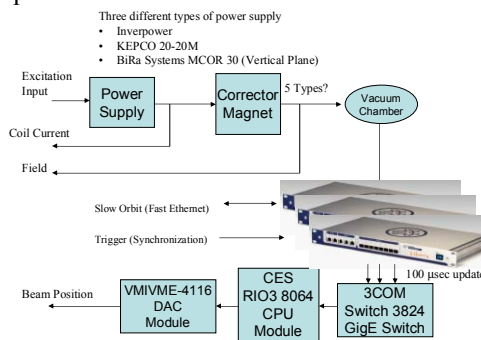 Three different types of power supply
• Inverpower
• KEPCO 20-20M
• BiRa Systems MCOR 30 (Vertical Plane)
Excitation
Input
Power
Supply
Corrector
Magnet
5 Types?
Vacuum
Chamber
Coil Current
Field
Slow Orbit (Fast Ethernet)
Trigger (Synchronization)
100 μsec update
Beam Position
VMIVME-4116
DAC
Module
CES
RIO3 8064
CPU
Module
3COM
Switch 3824
GigE Switch